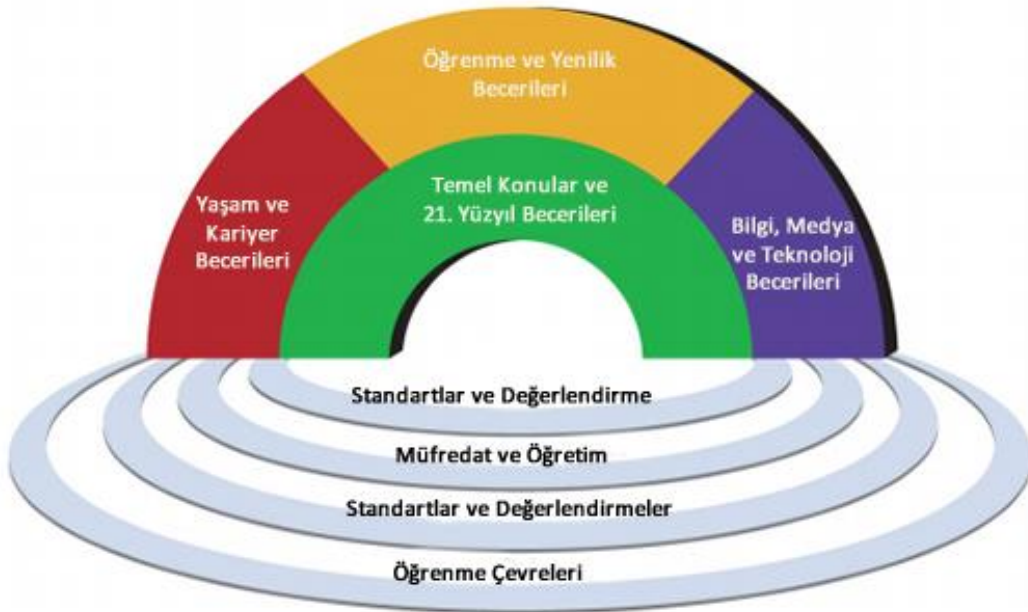 Öğrenme ve Yenilik
Becerileri
Temel Konular ve
21. Yüzyıl Becerileri
Yaşam ve
Kariyer
Becerileri
Bilgi, Medya
ve Teknoloji
Becerileri
Standartlar ve Değerlendirme
Müfredat ve Öğretim
Standartlar ve Değerlendirmeler
Öğrenme Çevreleri